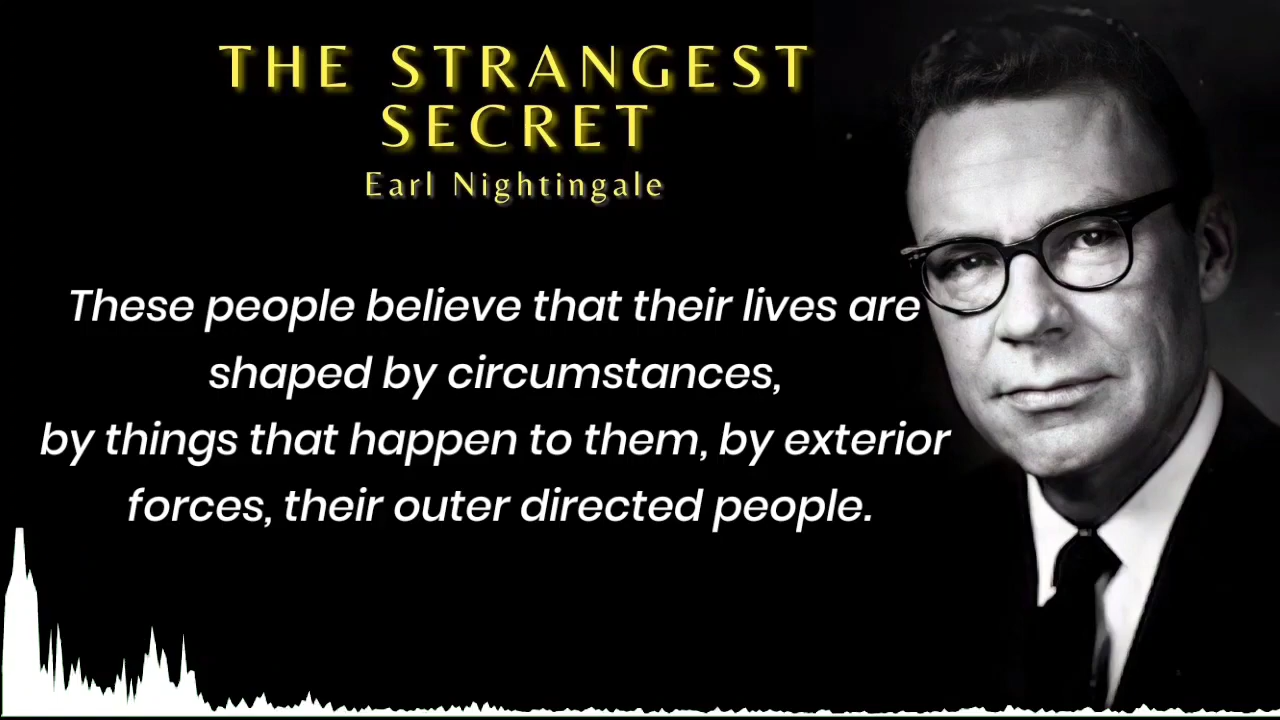 THE STRANGEST
SECRET
Earl Nightingale
These people believe that their lives are
shaped by circumstances,
by things that happen to them, by exterior
forces, their outer directed people.